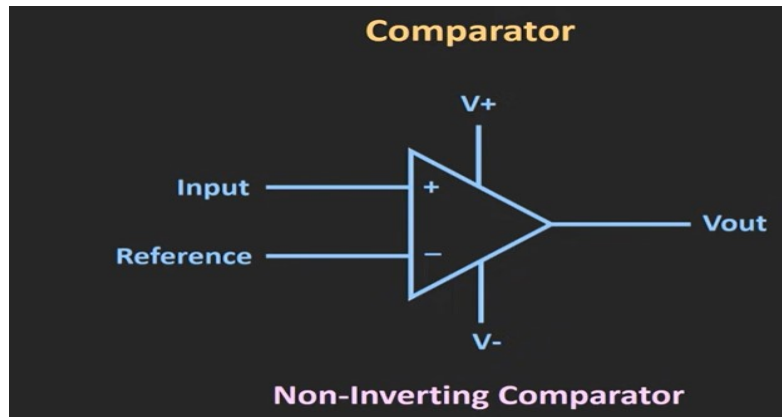 Comparator
V+
Input
+
Vout
Reference
−
V-
Non-Inverting Comparator